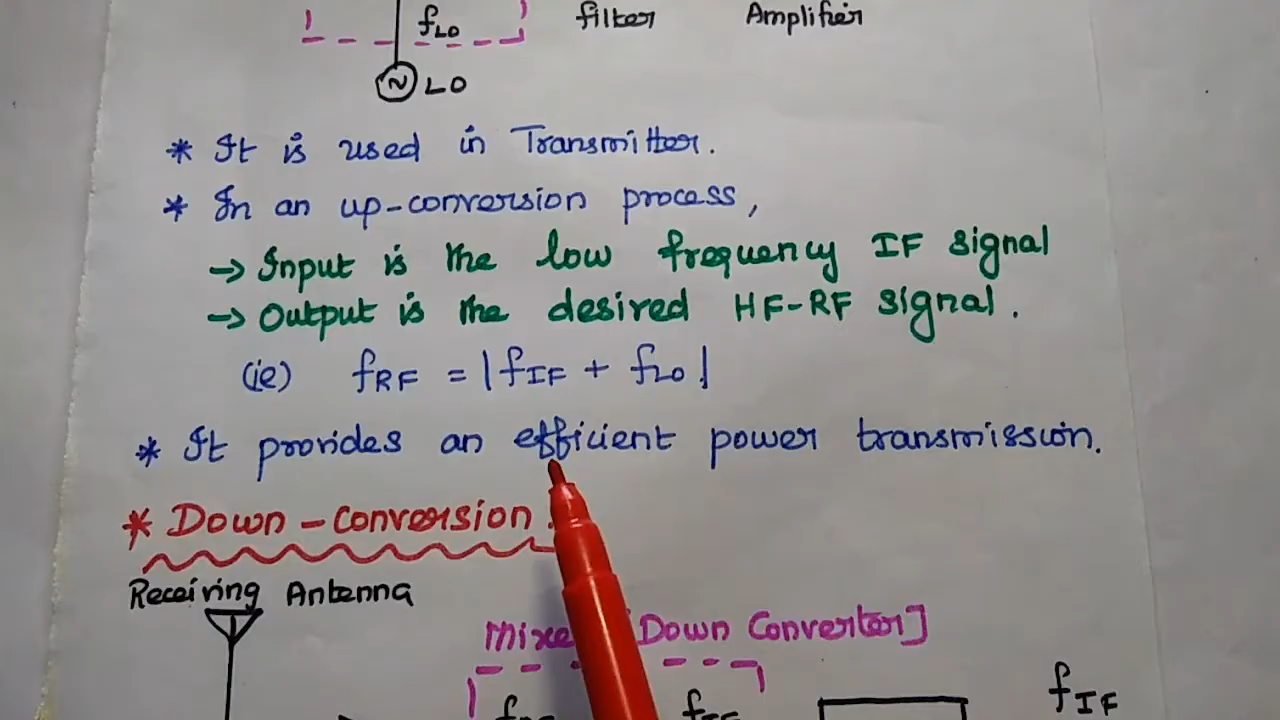 fLO filter Amplifier
LO
* It is used in Transmitter.
* In an up-conversion process,
→ Input is the low frequency IF signal
→ Output is the desired HF-RF signal.
(ie) fRF = |fIF + fLO|
* It provides an efficient power transmission.
* Down-conversion
Receiving Antenna
Down Converter]
fIF